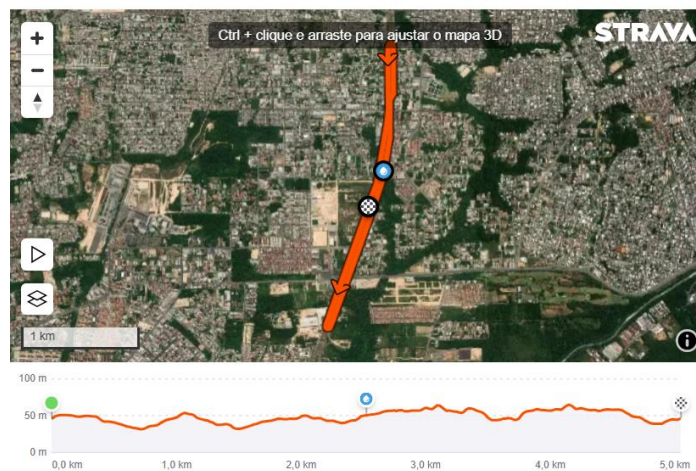 Ctrl + clique e arraste para ajustar o mapa 3D
STRAVA
1 km
100 m
50 m
0 m
0,0 km 1,0 km 2,0 km 3,0 km 4,0 km 5,0 km